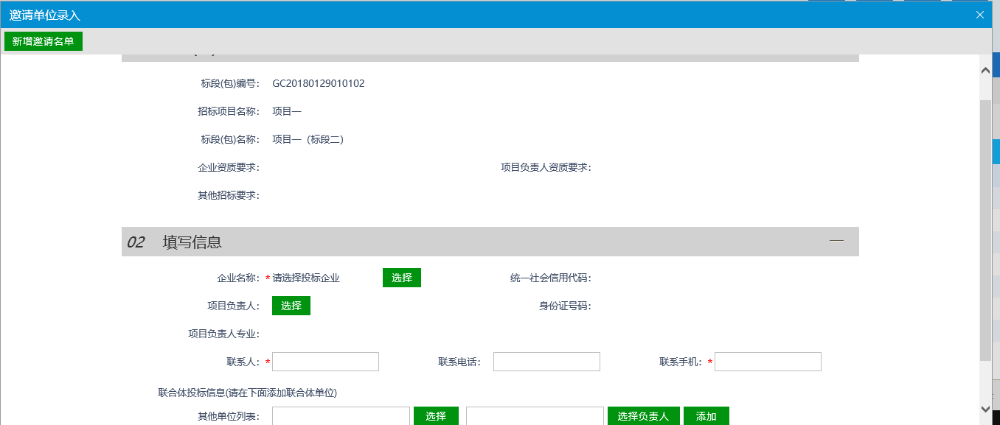 邀请单位录入
新增邀请名单
标段(包)编号: GC20180129010102
招标项目名称: 项目一
标段(包)名称: 项目一（标段二）
企业资质要求: 项目负责人资质要求:
其他招标要求:
02 填写信息
企业名称: *请选择投标企业 选择 统一社会信用代码:
项目负责人: 选择 身份证号码:
项目负责人专业:
联系人: * 联系电话: 联系手机: *
联合体投标信息(请在下面添加联合体单位)
其他单位列表: 选择 选择负责人 添加